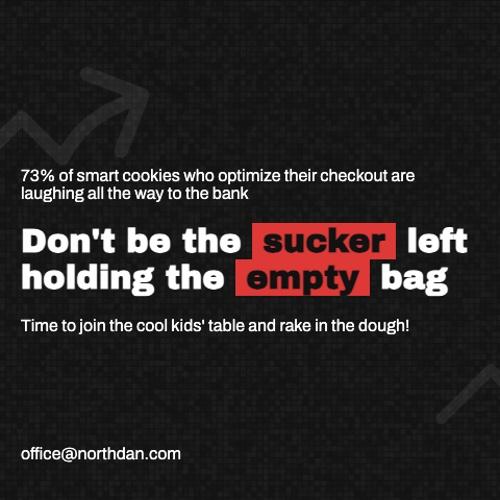 73% of smart cookies who optimize their checkout are
laughing all the way to the bank
Don't be the sucker left
holding the empty bag
Time to join the cool kids' table and rake in the dough!
office@northdan.com